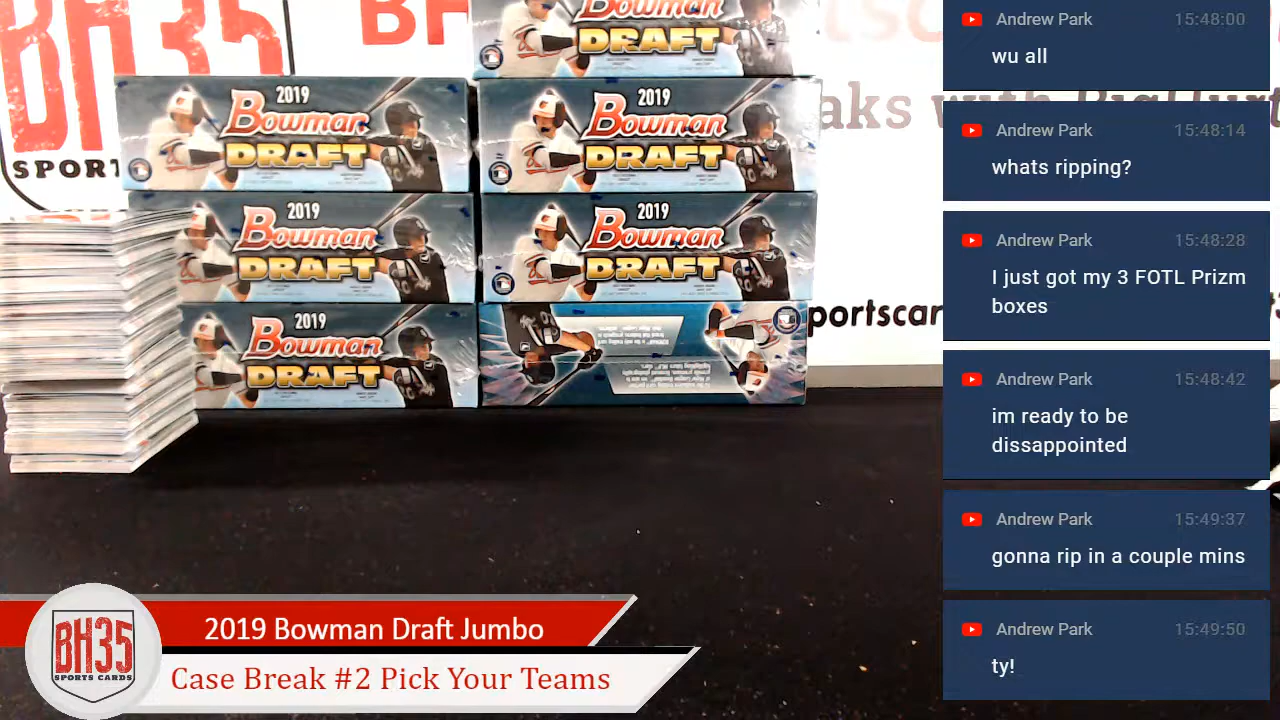 BH35
SPORT
BH
aks with BigHurt
portscar
Bowman
DRAFT
2019
Bowman
DRAFT
2019
Bowman
DRAFT
2019
Bowman
DRAFT
2019
Bowman
DRAFT
2019
Bowman
DRAFT
Andrew Park 15:48:00
wu all
Andrew Park 15:48:14
whats ripping?
Andrew Park 15:48:28
I just got my 3 FOTL Prizm
boxes
Andrew Park 15:48:42
im ready to be
dissappointed
Andrew Park 15:49:37
gonna rip in a couple mins
Andrew Park 15:49:50
ty!
BH35
SPORTS CARDS
2019 Bowman Draft Jumbo
Case Break #2 Pick Your Teams